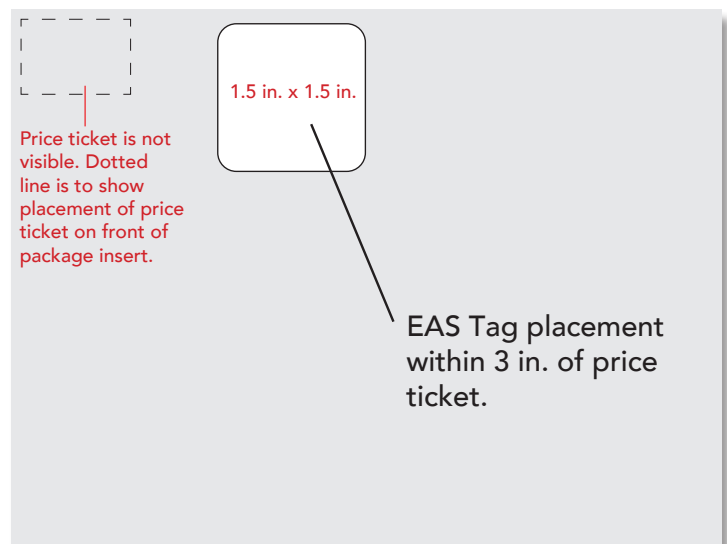 1.5 in. x 1.5 in.
Price ticket is not
visible. Dotted
line is to show
placement of price
ticket on front of
package insert.
EAS Tag placement
within 3 in. of price
ticket.